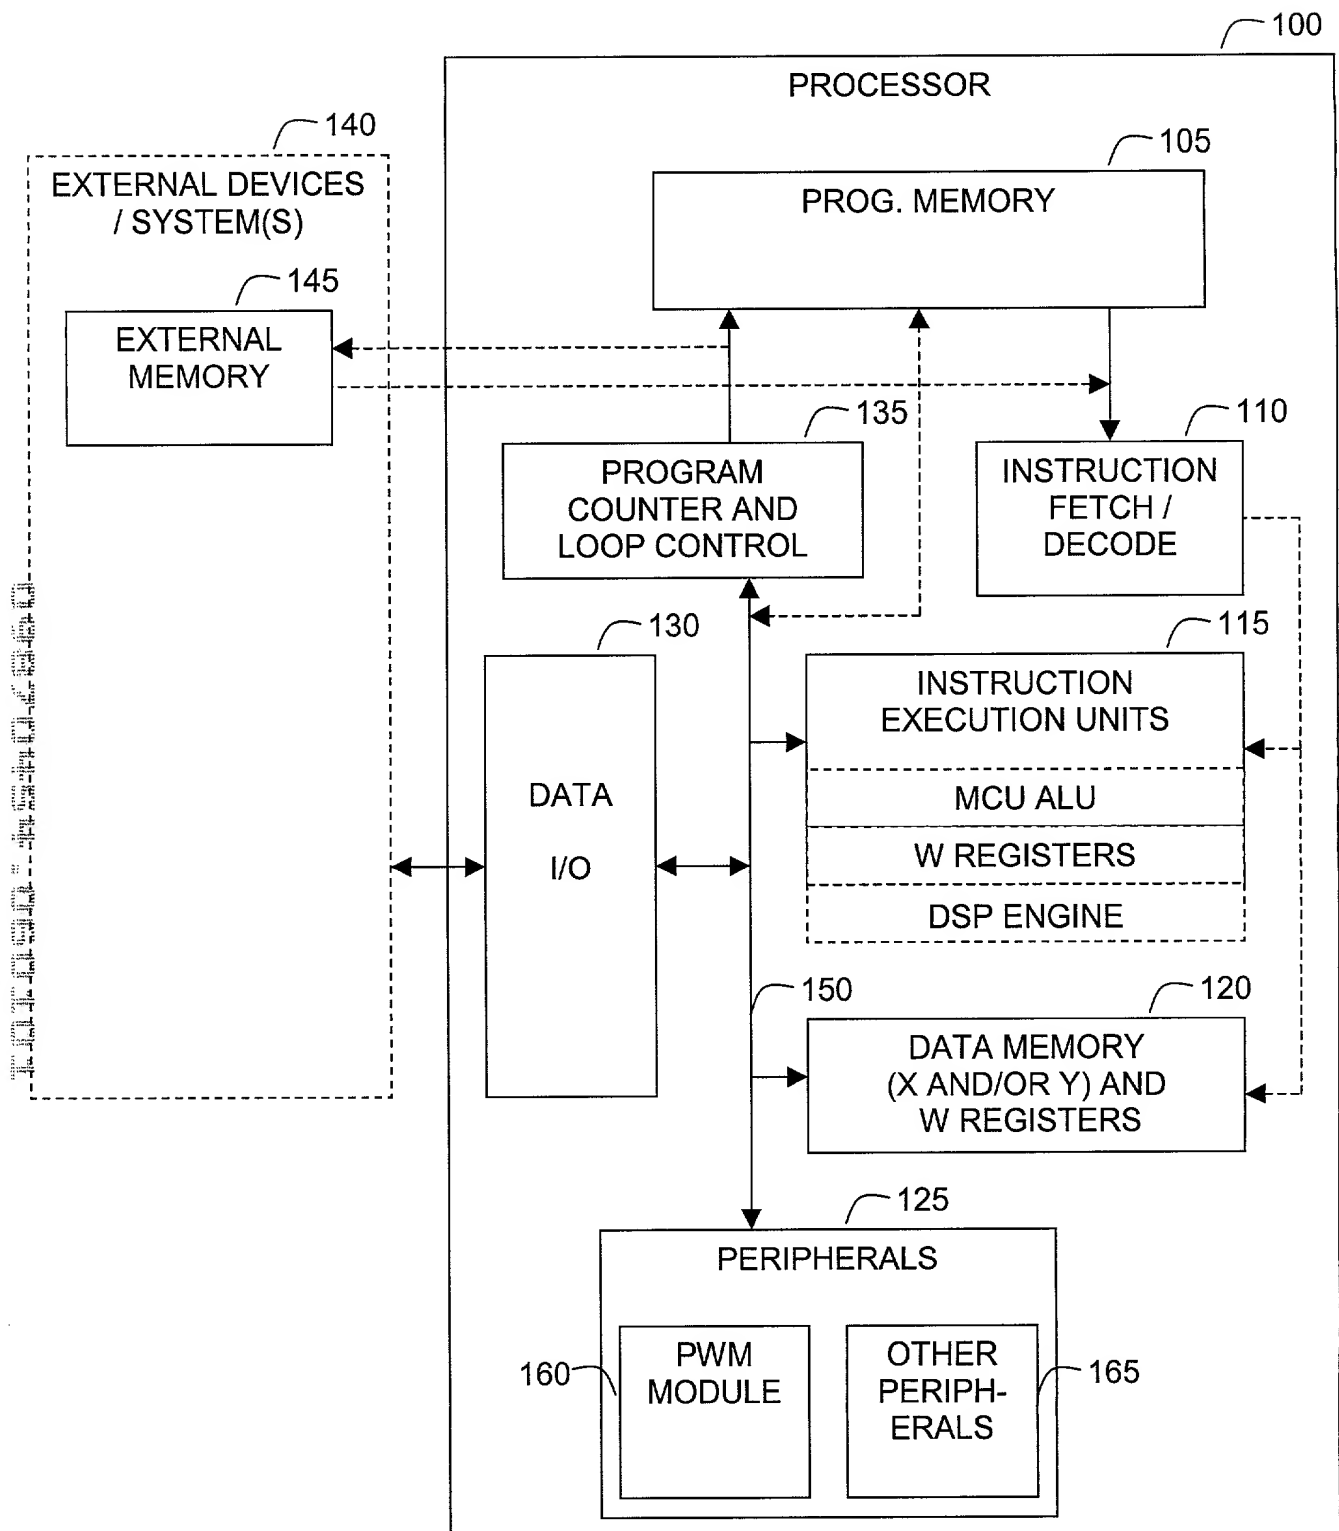 100
PROCESSOR
140
105
EXTERNAL DEVICES
/ SYSTEM(S)
PROG. MEMORY
145
EXTERNAL
MEMORY
135
110
PROGRAM
COUNTER AND
LOOP CONTROL
INSTRUCTION
FETCH /
DECODE
130
115
DATA
I/O
INSTRUCTION
EXECUTION UNITS
MCU ALU
W REGISTERS
DSP ENGINE
150
120
DATA MEMORY
(X AND/OR Y) AND
W REGISTERS
125
PERIPHERALS
160
PWM
MODULE
OTHER
PERIPH-
ERALS
165